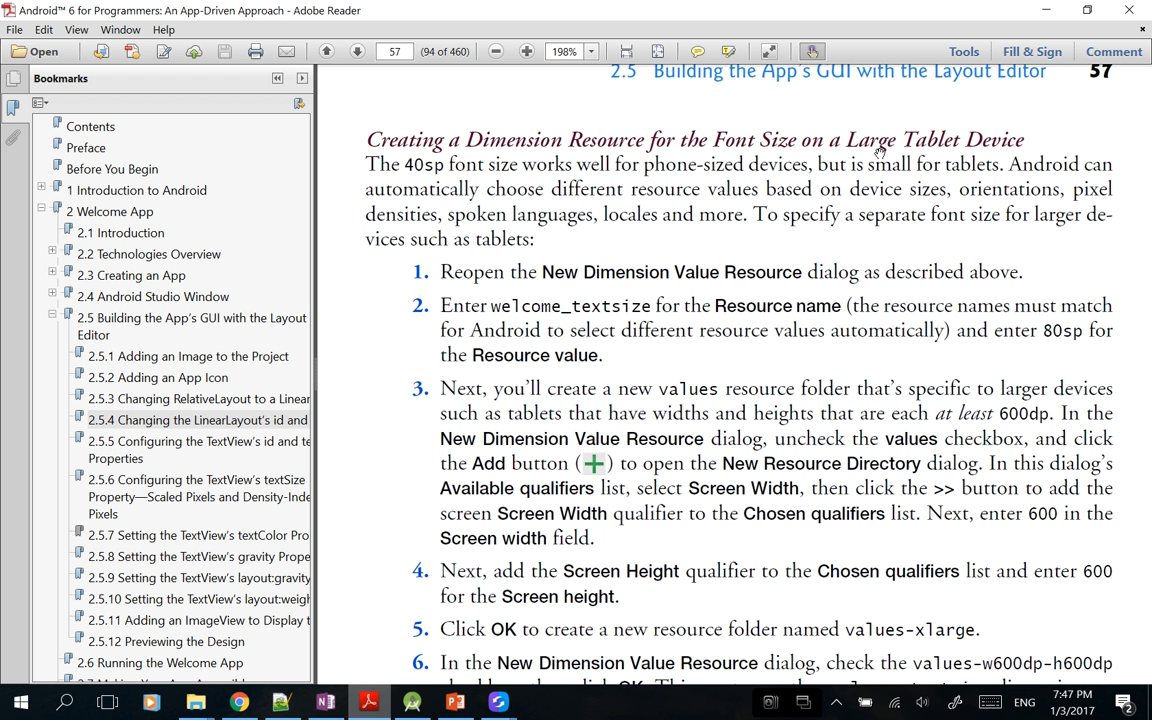 Android™ 6 for Programmers: An App-Driven Approach - Adobe Reader
File Edit View Window Help
Open 57 (94 of 460) 198% Tools Fill & Sign Comment
Bookmarks
Contents
Preface
Before You Begin
1 Introduction to Android
2 Welcome App
2.1 Introduction
2.2 Technologies Overview
2.3 Creating an App
2.4 Android Studio Window
2.5 Building the App's GUI with the Layout
Editor
2.5.1 Adding an Image to the Project
2.5.2 Adding an App Icon
2.5.3 Changing RelativeLayout to a Linear
2.5.4 Changing the LinearLayout's id and
2.5.5 Configuring the TextView's id and te
Properties
2.5.6 Configuring the TextView's textSize
Property—Scaled Pixels and Density-Inde
Pixels
2.5.7 Setting the TextView's textColor Pro
2.5.8 Setting the TextView's gravity Prope
2.5.9 Setting the TextView's layout:gravity
2.5.10 Setting the TextView's layout:weigh
2.5.11 Adding an ImageView to Display t
2.5.12 Previewing the Design
2.6 Running the Welcome App
2.5 Building the App's GUI with the Layout Editor 57
Creating a Dimension Resource for the Font Size on a Large Tablet Device
The 40sp font size works well for phone-sized devices, but is small for tablets. Android can
automatically choose different resource values based on device sizes, orientations, pixel
densities, spoken languages, locales and more. To specify a separate font size for larger de-
vices such as tablets:
1. Reopen the New Dimension Value Resource dialog as described above.
2. Enter welcome_textsize for the Resource name (the resource names must match
for Android to select different resource values automatically) and enter 80sp for
the Resource value.
3. Next, you'll create a new values resource folder that's specific to larger devices
such as tablets that have widths and heights that are each at least 600dp. In the
New Dimension Value Resource dialog, uncheck the values checkbox, and click
the Add button (+) to open the New Resource Directory dialog. In this dialog's
Available qualifiers list, select Screen Width, then click the >> button to add the
screen Screen Width qualifier to the Chosen qualifiers list. Next, enter 600 in the
Screen width field.
4. Next, add the Screen Height qualifier to the Chosen qualifiers list and enter 600
for the Screen height.
5. Click OK to create a new resource folder named values-xlarge.
6. In the New Dimension Value Resource dialog, check the values-w600dp-h600dp
ENG
7:47 PM
1/3/2017
2